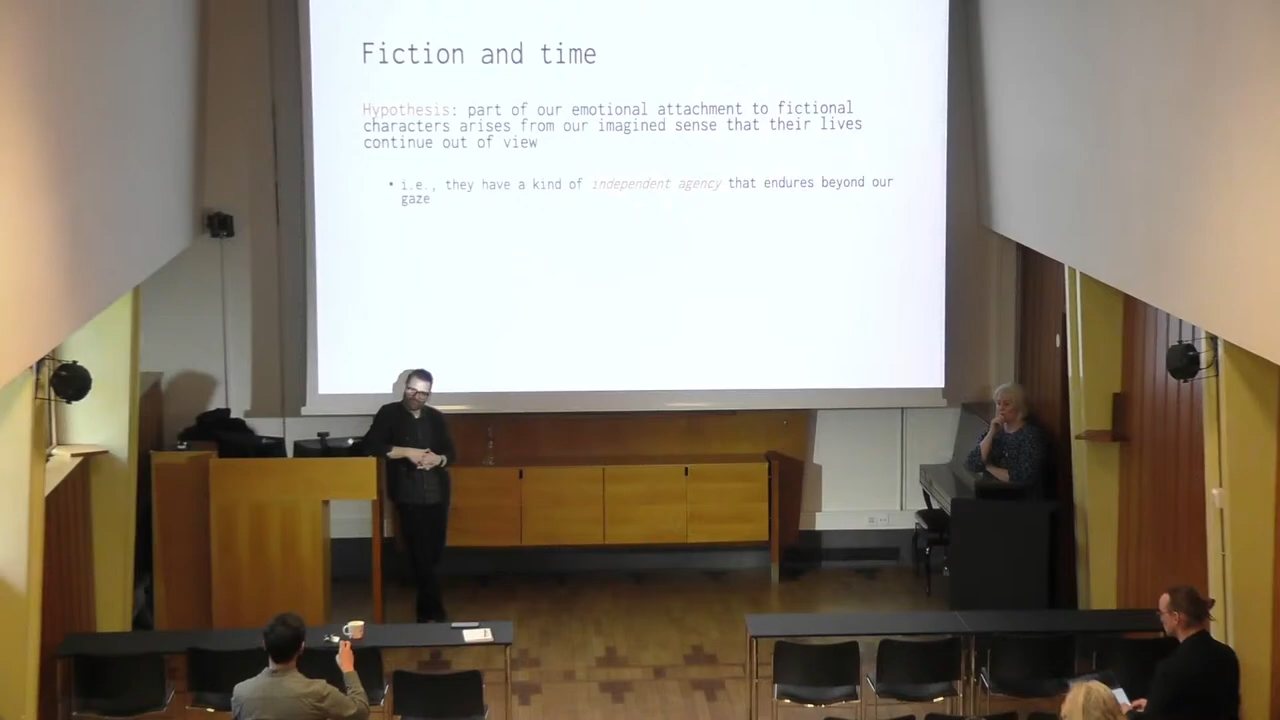 Fiction and time
Hypothesis: part of our emotional attachment to fictional
characters arises from our imagined sense that their lives
continue out of view
• i.e., they have a kind of independent agency that endures beyond our
gaze